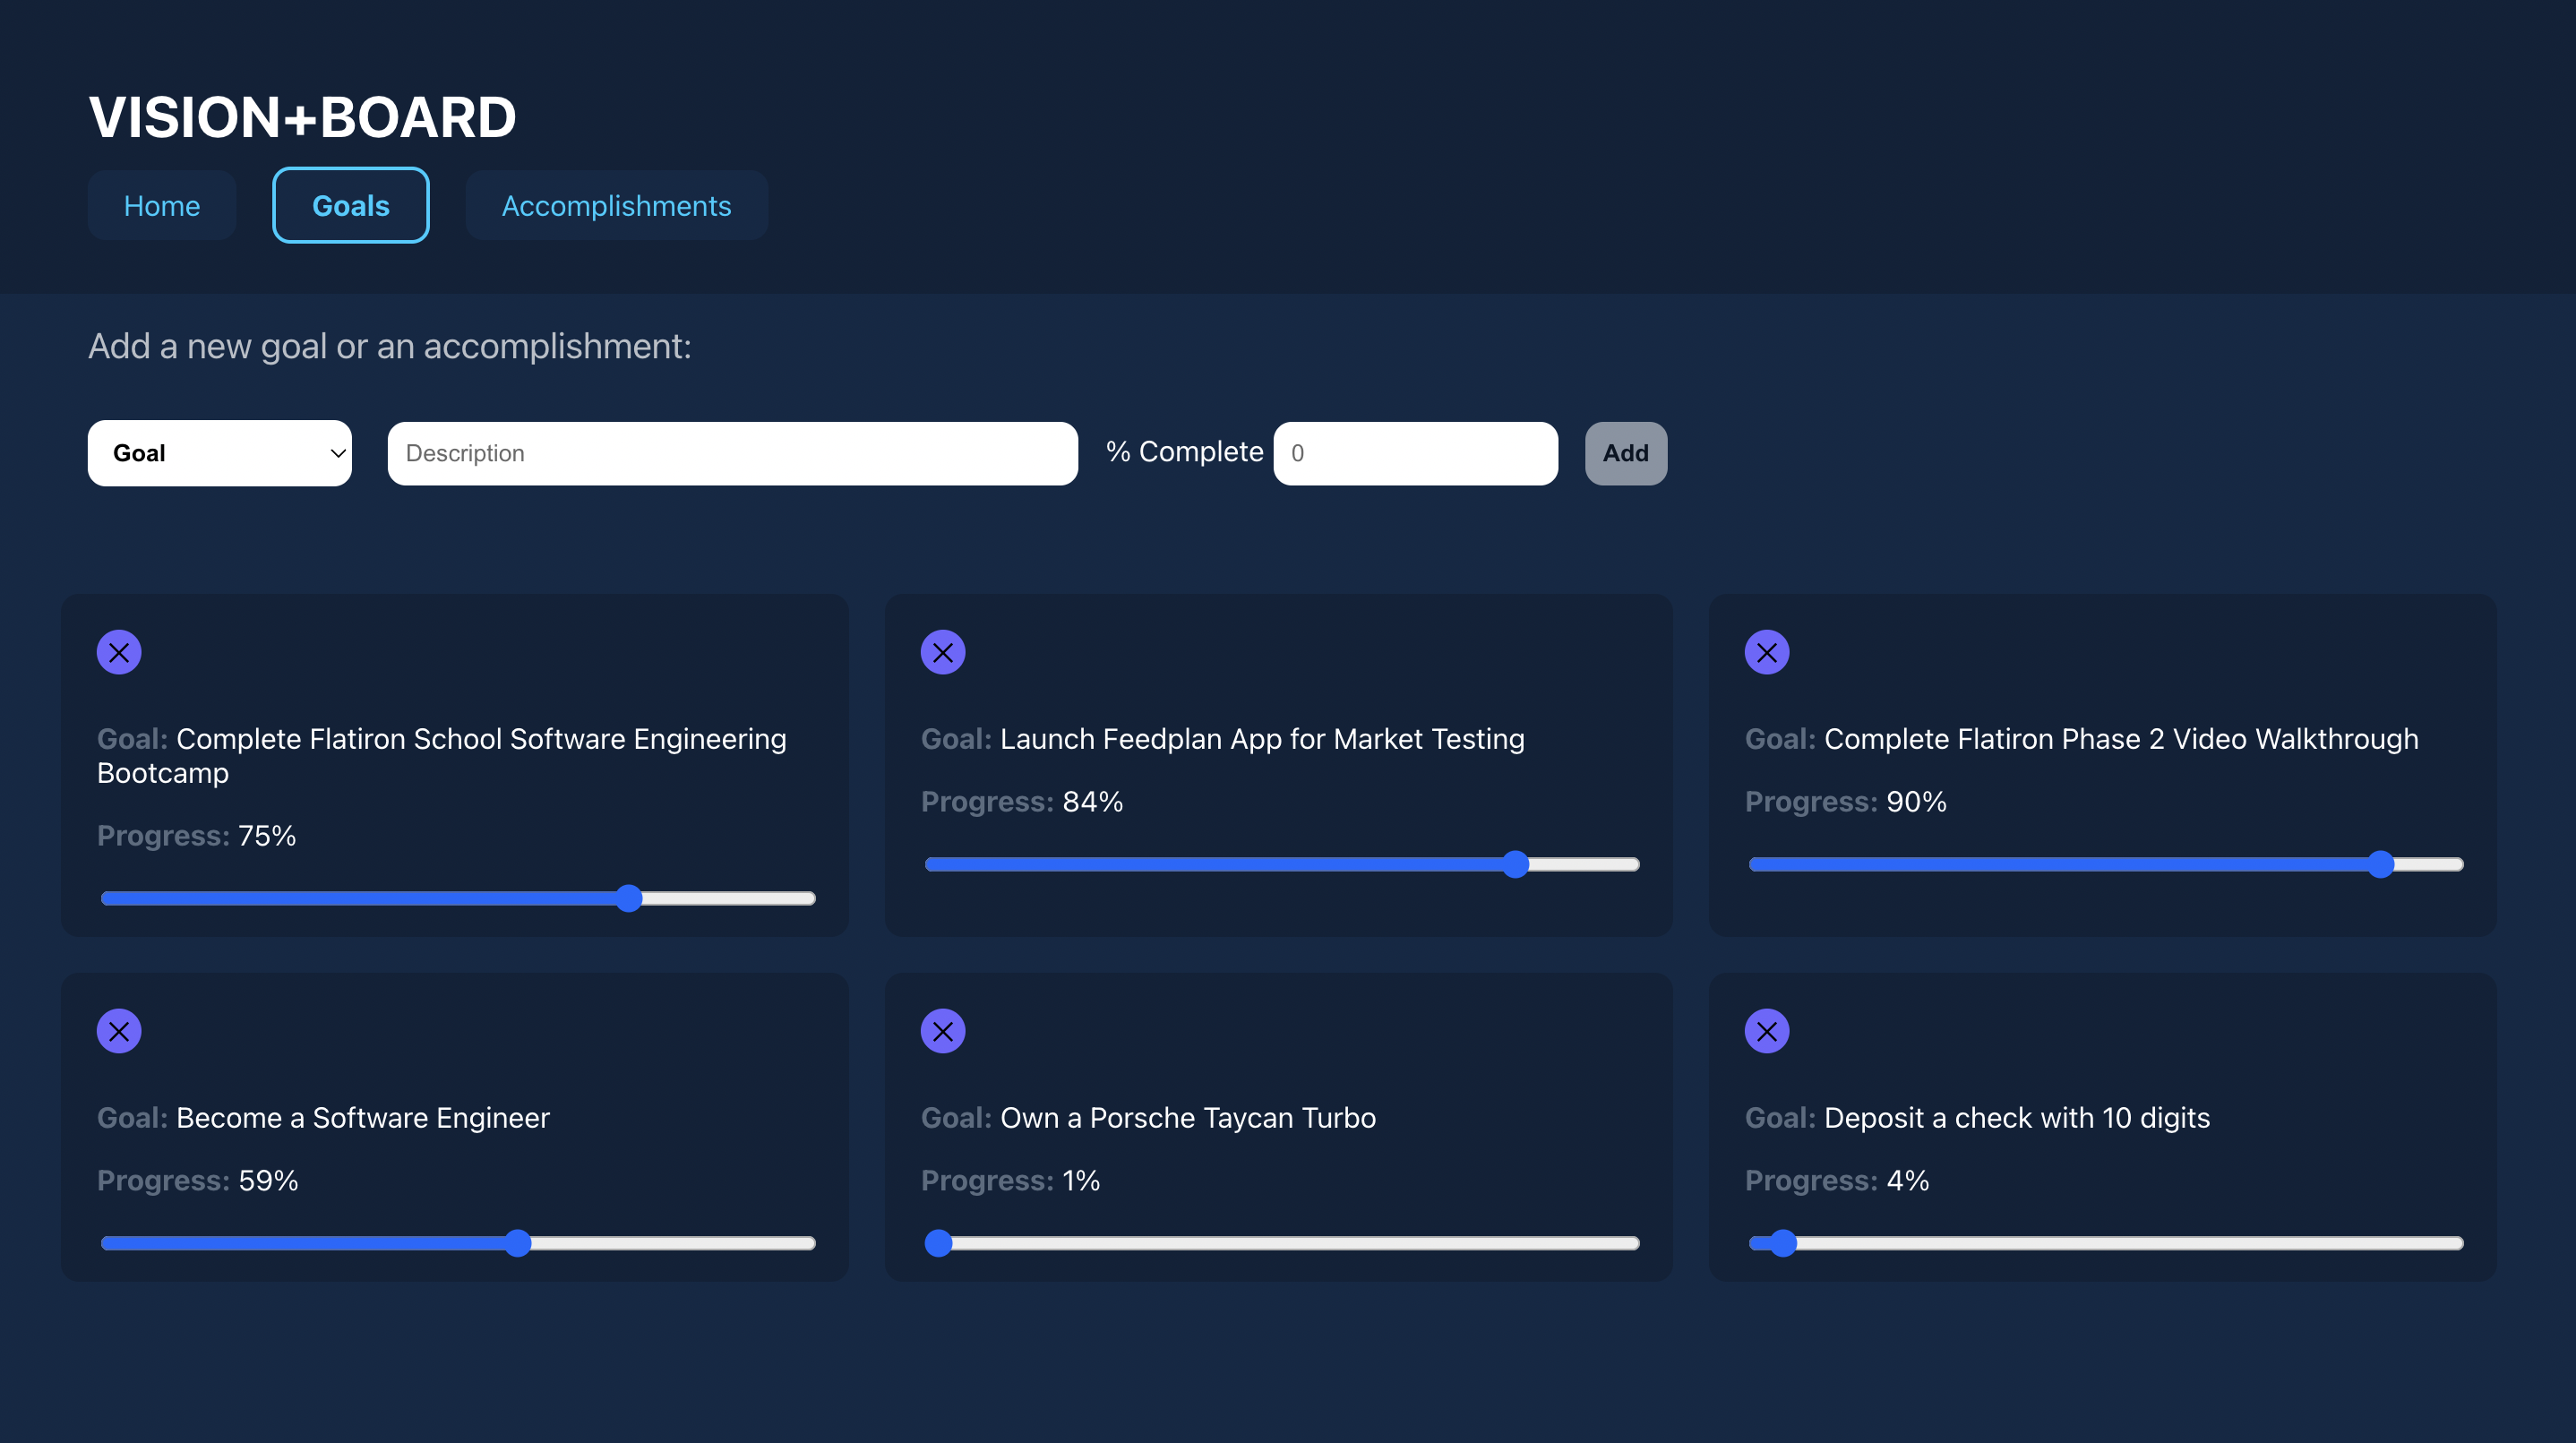 VISION+BOARD
Home
Goals
Accomplishments
Add a new goal or an accomplishment:
Goal
Description
% Complete
0
Add
Goal: Complete Flatiron School Software Engineering
Bootcamp
Progress: 75%
Goal: Launch Feedplan App for Market Testing
Progress: 84%
Goal: Complete Flatiron Phase 2 Video Walkthrough
Progress: 90%
Goal: Become a Software Engineer
Progress: 59%
Goal: Own a Porsche Taycan Turbo
Progress: 1%
Goal: Deposit a check with 10 digits
Progress: 4%